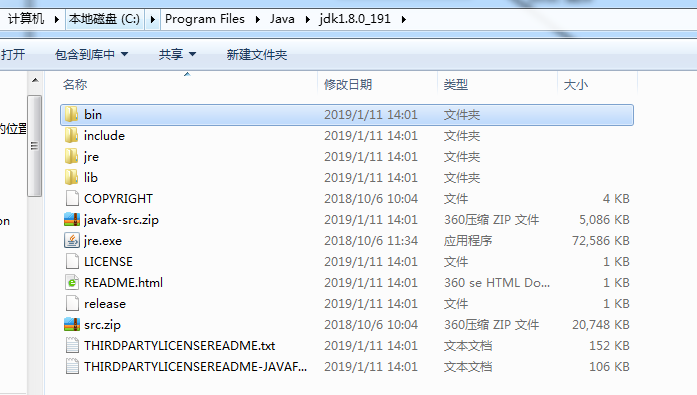 计算机 本地磁盘 (C:) Program Files Java jdk1.8.0_191
打开 包含到库中 共享 新建文件夹
名称 修改日期 类型 大小
bin 2019/1/11 14:01 文件夹
的位置
include 2019/1/11 14:01 文件夹
jre 2019/1/11 14:01 文件夹
lib 2019/1/11 14:01 文件夹
COPYRIGHT 2018/10/6 10:04 文件 4 KB
on
javafx-src.zip 2019/1/11 14:01 360压缩 ZIP 文件 5,086 KB
jre.exe 2018/10/6 11:34 应用程序 72,586 KB
LICENSE 2019/1/11 14:01 文件 1 KB
README.html 2019/1/11 14:01 360 se HTML Do... 1 KB
release 2019/1/11 14:01 文件 1 KB
src.zip 2018/10/6 10:04 360压缩 ZIP 文件 20,748 KB
THIRDPARTYLICENSEREADME.txt 2019/1/11 14:01 文本文档 152 KB
THIRDPARTYLICENSEREADME-JAVAF... 2019/1/11 14:01 文本文档 106 KB